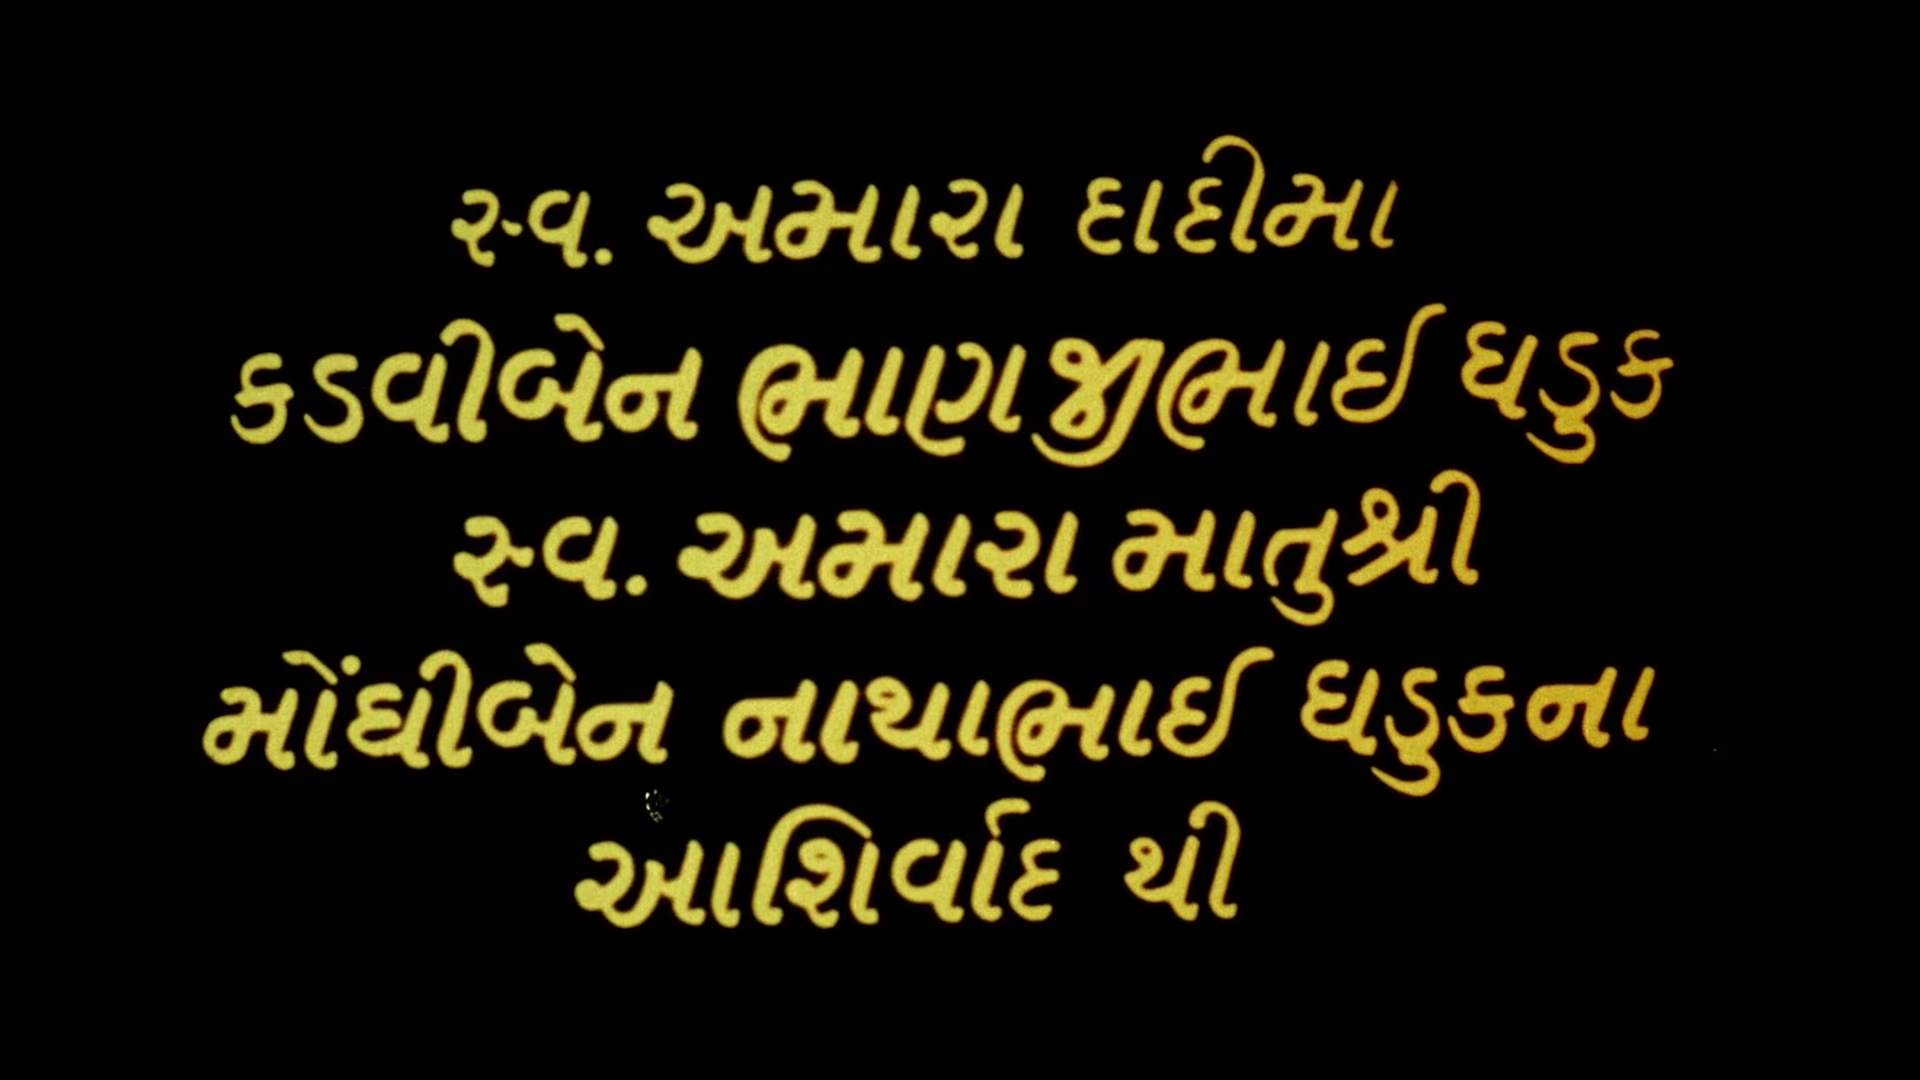 સ્વ. અમારા દાદીમા
કડવીબેન ભાણજીભાઈ ઘડુક
સ્વ. અમારા માતુશ્રી
મોંઘીબેન નાથાભાઈ ઘડુકના
આશિર્વાદ થી